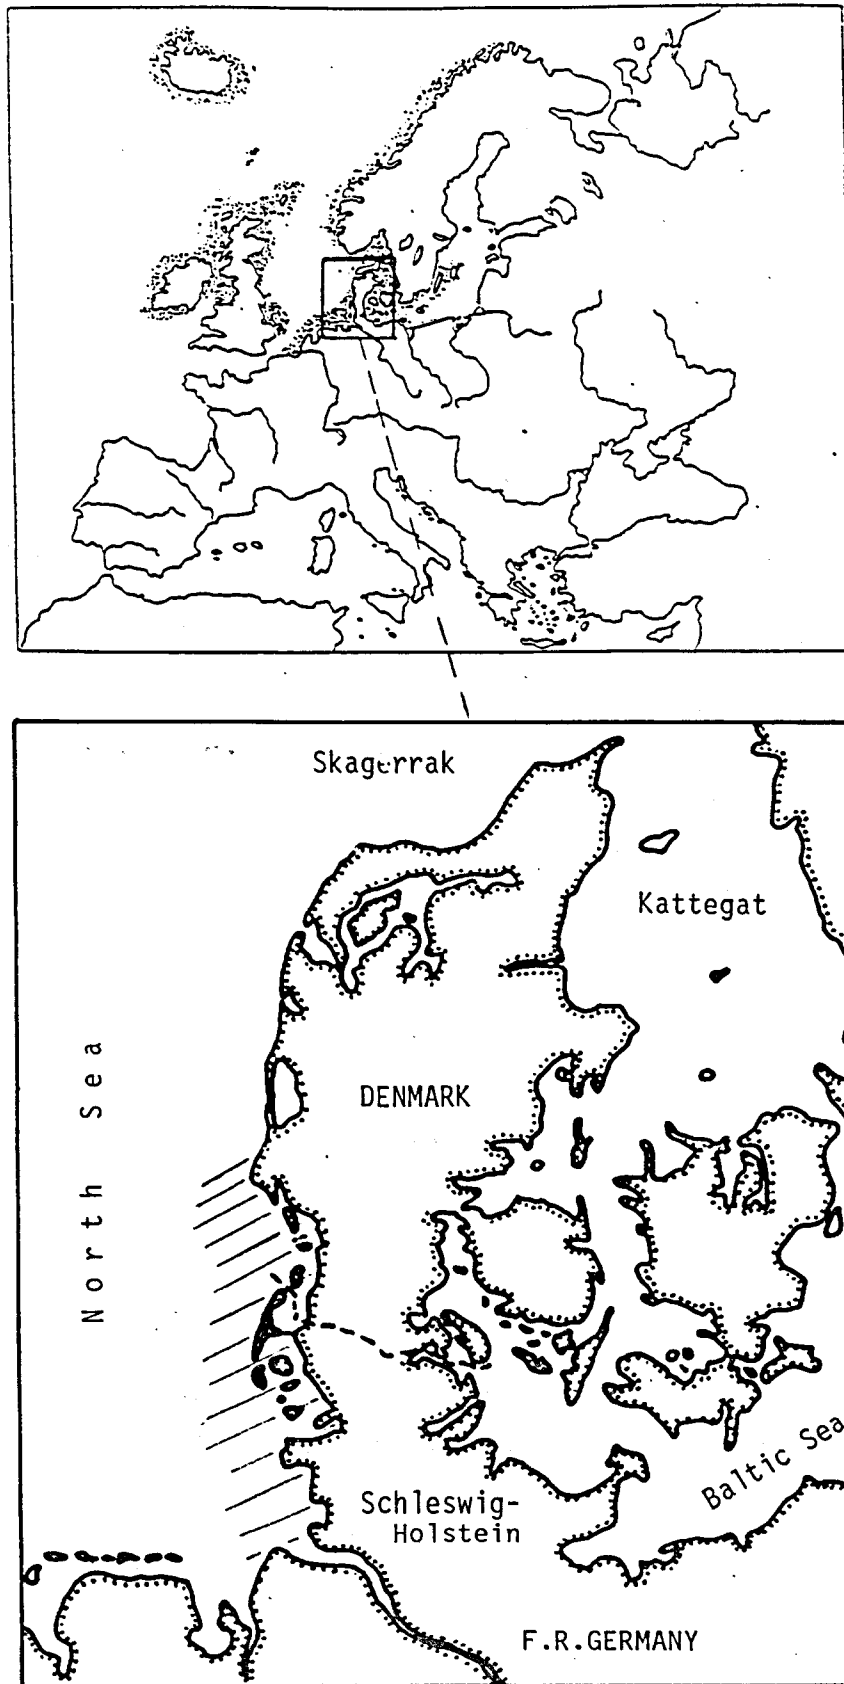 Skagerrak
Kattegat
North Sea
DENMARK
Baltic Sea
Schleswig-
Holstein
F.R.GERMANY